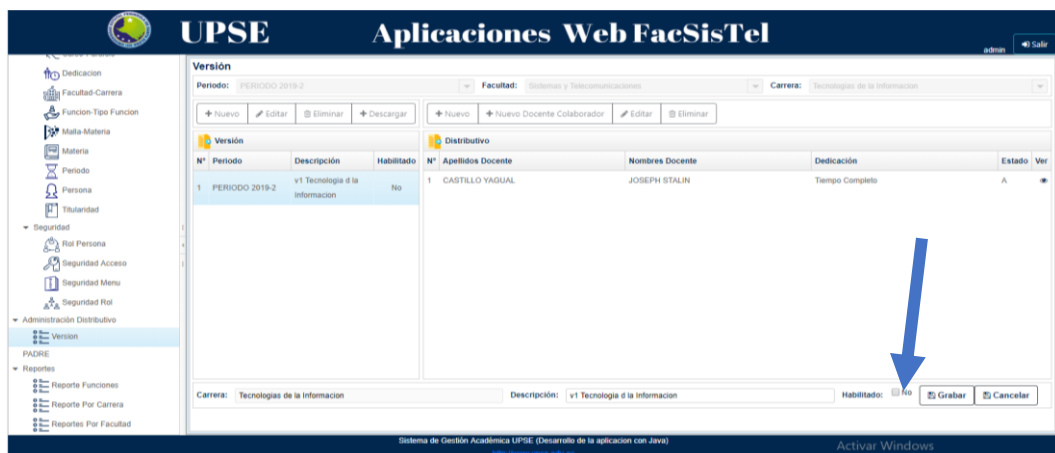 UPSE Aplicaciones Web FacSisTel
admin Salir
Dedicacion
Facultad-Carrera
Funcion-Tipo Funcion
Malla-Materia
Materia
Periodo
Persona
Titularidad
Seguridad
Rol Persona
Seguridad Acceso
Seguridad Menu
Seguridad Rol
Administración Distributivo
Version
PADRE
Reportes
Reporte Funciones
Reporte Por Carrera
Reportes Por Facultad
Versión
Periodo: PERIODO 2019-2 Facultad: Sistemas y Telecomunicaciones Carrera: Tecnologias de la Informacion
+ Nuevo Editar Eliminar + Descargar + Nuevo + Nuevo Docente Colaborador Editar Eliminar
Versión Distributivo
N° Periodo Descripción Habilitado N° Apellidos Docente Nombres Docente Dedicación Estado Ver
1 PERIODO 2019-2 v1 Tecnologia d la Informacion No 1 CASTILLO YAGUAL JOSEPH STALIN Tiempo Completo A
Carrera: Tecnologias de la Informacion Descripción: v1 Tecnologia d la Informacion Habilitado: No Grabar Cancelar
Sistema de Gestión Académica UPSE (Desarrollo de la aplicacion con Java)
Activar Windows